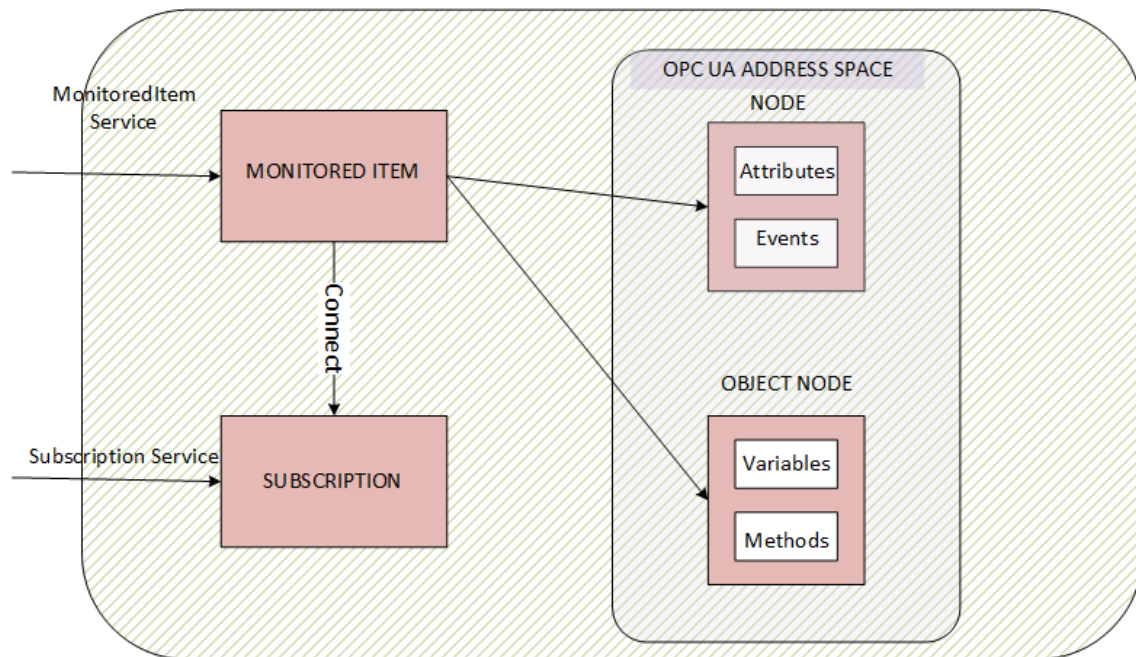 OPC UA ADDRESS SPACE
MonitoredItem
Service
NODE
MONITORED ITEM
Attributes
Events
Connect
OBJECT NODE
Subscription Service
SUBSCRIPTION
Variables
Methods